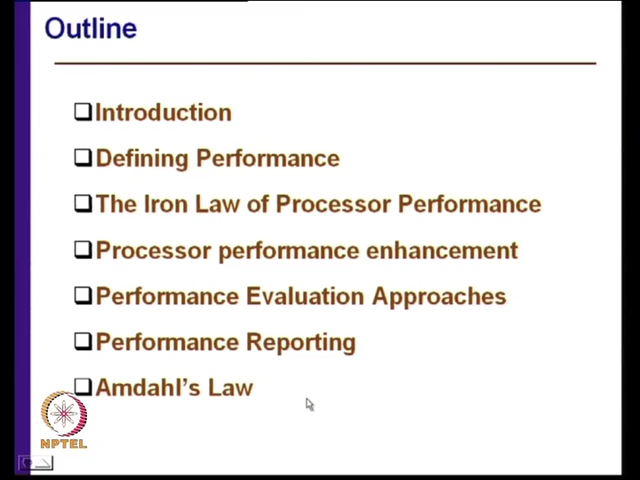 Outline
Introduction
Defining Performance
The Iron Law of Processor Performance
Processor performance enhancement
Performance Evaluation Approaches
Performance Reporting
Amdahl's Law
NPTEL